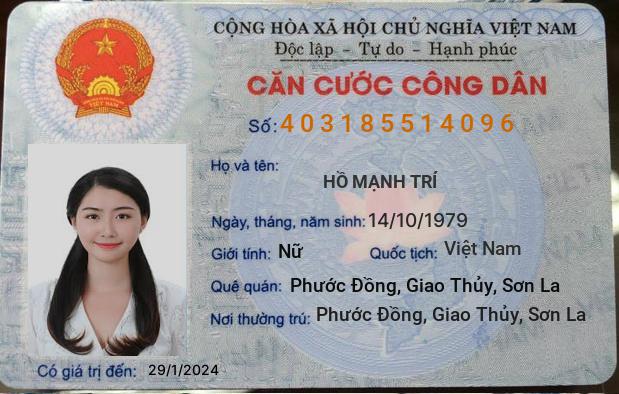 CỘNG HÒA XÃ HỘI CHỦ NGHĨA VIỆT NAM
Độc lập - Tự do - Hạnh phúc
CĂN CƯỚC CÔNG DÂN
Số: 403185514096
Họ và tên:
HỒ MẠNH TRÍ
Ngày, tháng, năm sinh: 14/10/1979
Giới tính: Nữ Quốc tịch: Việt Nam
Quê quán: Phước Đồng, Giao Thủy, Sơn La
Nơi thường trú: Phước Đồng, Giao Thủy, Sơn La
Có giá trị đến: 29/1/2024
VIỆT NAM